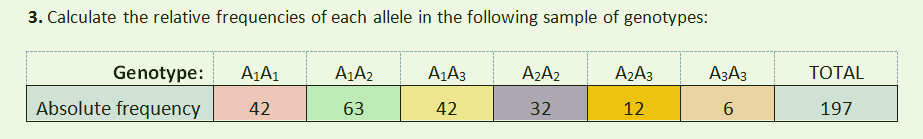 3. Calculate the relative frequencies of each allele in the following sample of genotypes:
Genotype: A₁A₁ A₁A₂ A₁A₃ A₂A₂ A₂A₃ A₃A₃ TOTAL
Absolute frequency 42 63 42 32 12 6 197